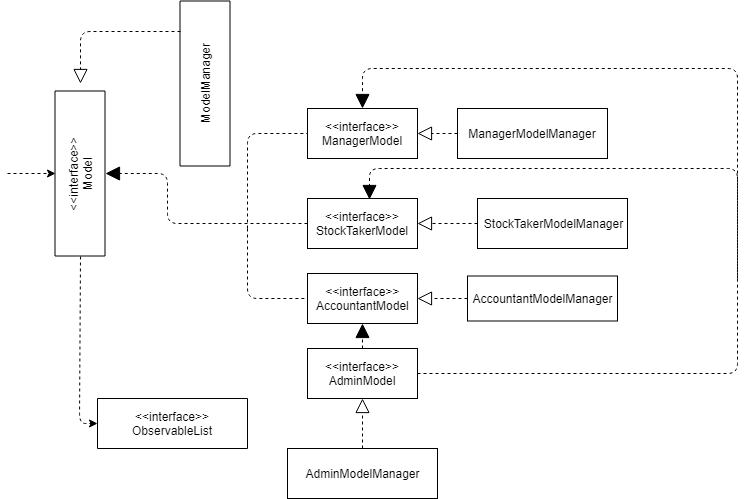 ModelManager
<<interface>>
Model
<<interface>>
ManagerModel
ManagerModelManager
<<interface>>
StockTakerModel
StockTakerModelManager
<<interface>>
AccountantModel
AccountantModelManager
<<interface>>
AdminModel
<<interface>>
ObservableList
AdminModelManager